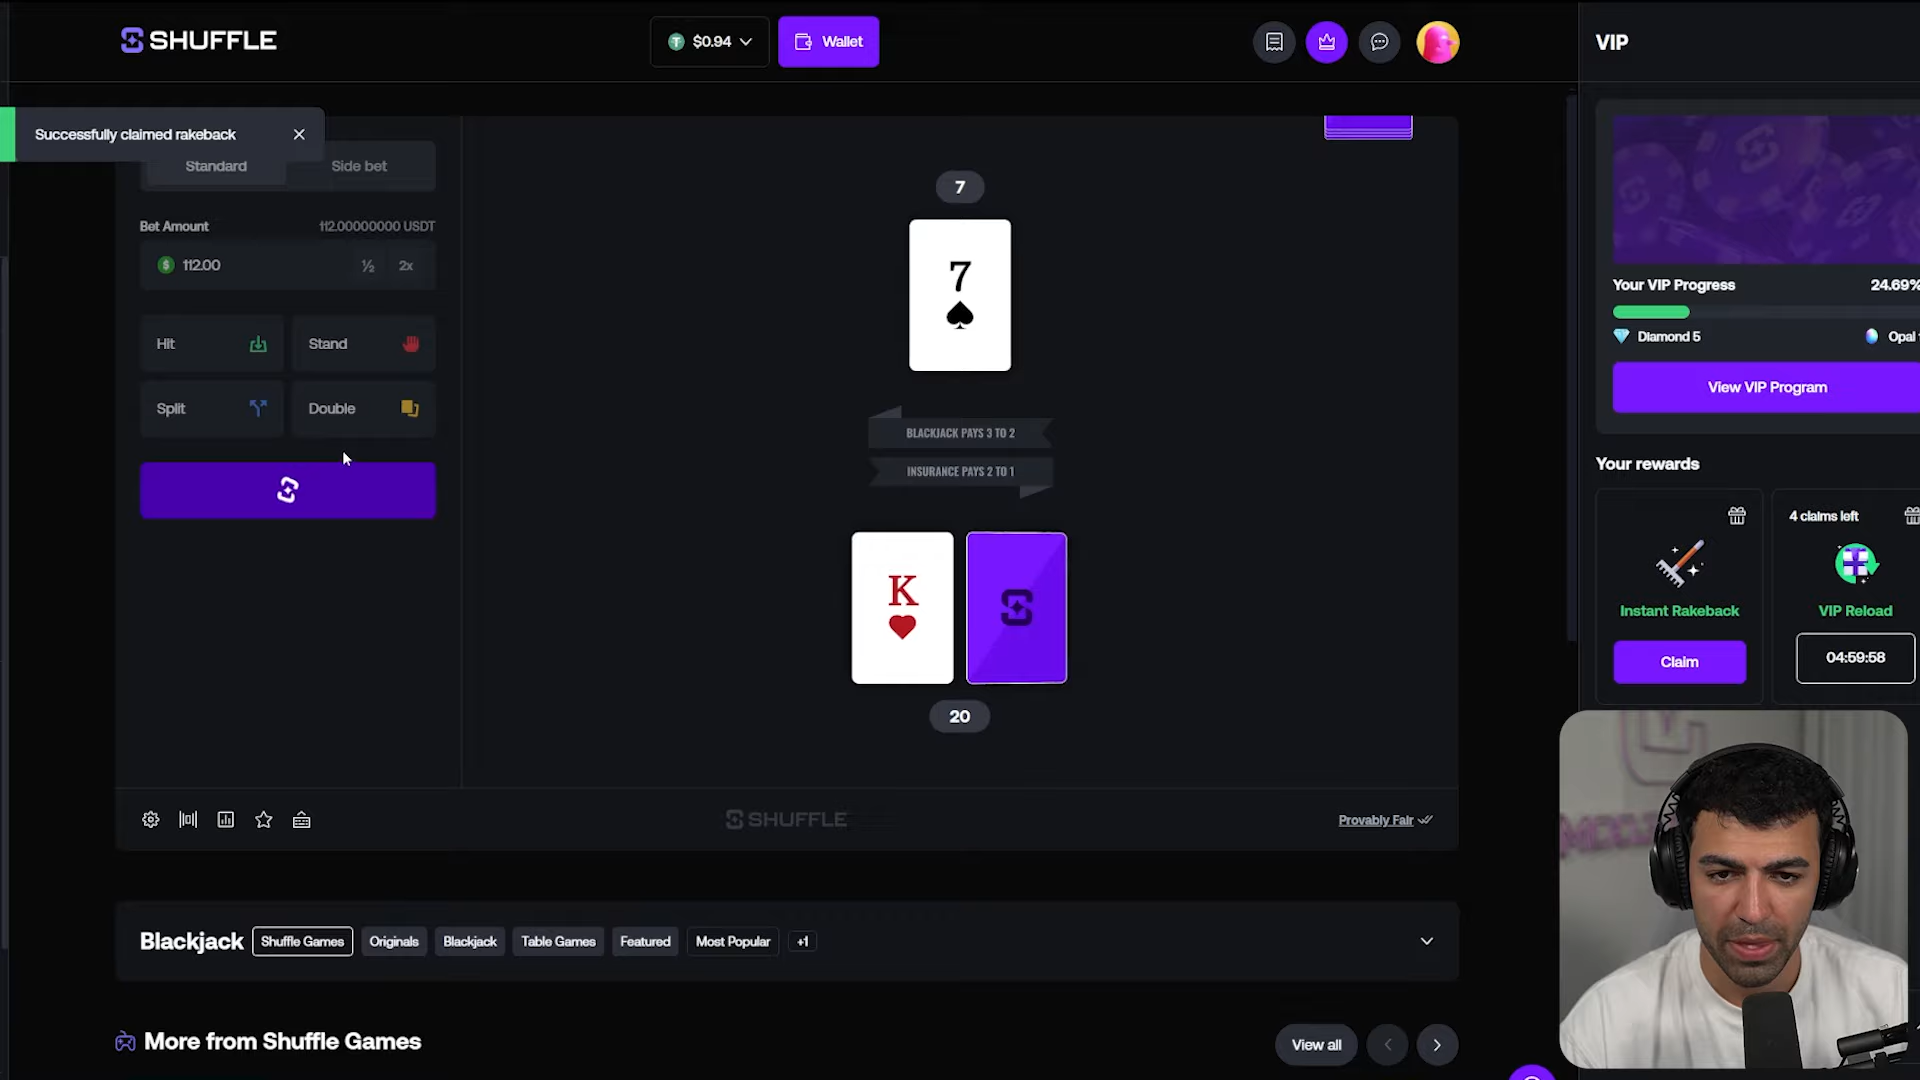 SHUFFLE
$0.94
Wallet
VIP
Successfully claimed rakeback
Standard
Side bet
Bet Amount
112.00000000 USDT
112.00
½
2x
Hit
Stand
Split
Double
7
7
BLACKJACK PAYS 3 TO 2
INSURANCE PAYS 2 TO 1
K
20
SHUFFLE
Provably Fair
Your VIP Progress
24.69%
Diamond 5
Opal
View VIP Program
Your rewards
4 claims left
Instant Rakeback
VIP Reload
Claim
04:59:58
Blackjack
Shuffle Games
Originals
Blackjack
Table Games
Featured
Most Popular
+1
More from Shuffle Games
View all